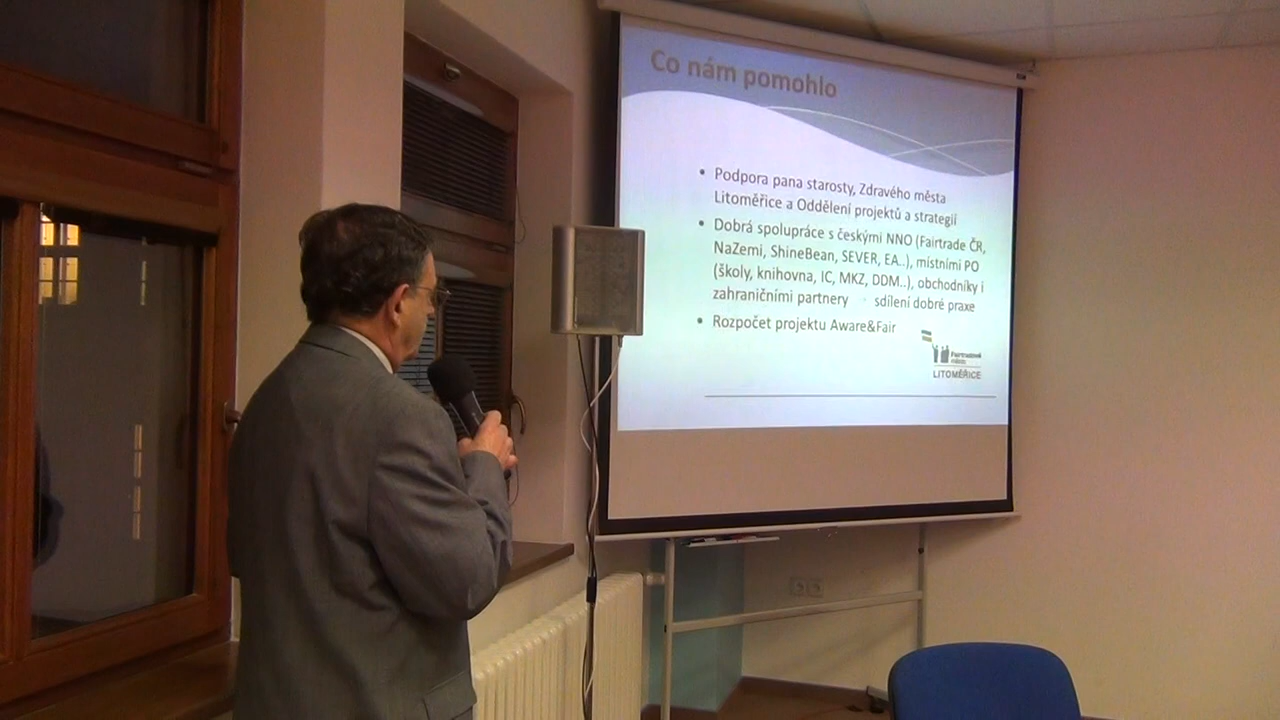 Co nám pomohlo
• Podpora pana starosty, Zdravého města
Litoměřice a Oddělení projektů a strategií
• Dobrá spolupráce s českými NNO (Fairtrade ČR,
NaZemi, ShineBean, SEVER, EA..), místními PO
(školy, knihovna, IC, MKZ, DDM..), obchodníky i
zahraničními partnery - sdílení dobré praxe
• Rozpočet projektu Aware&Fair
Fairtradové
město
LITOMĚŘICE